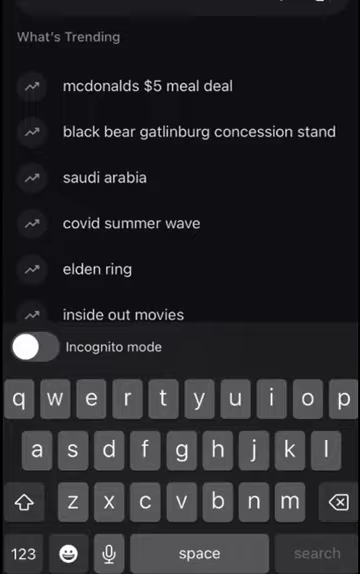 What's Trending
mcdonalds $5 meal deal
black bear gatlinburg concession stand
saudi arabia
covid summer wave
elden ring
inside out movies
Incognito mode
q w e r t y u i o p
a s d f g h j k l
z x c v b n m
123 space search